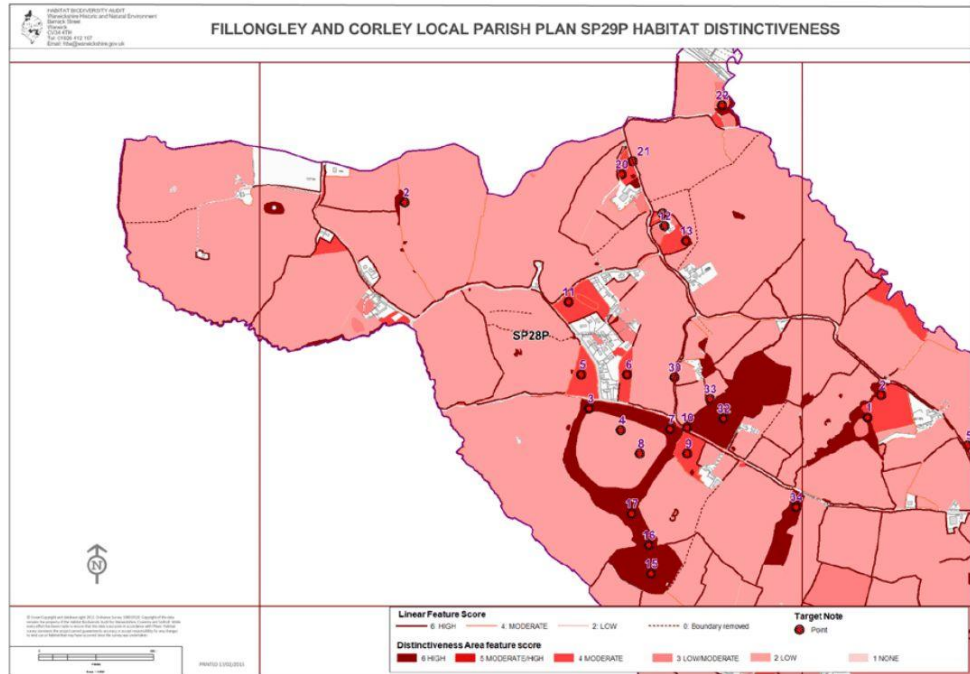 HABITAT BIODIVERSITY AUDIT
Warwickshire Historic and Natural Environment
Barrack Street
Warwick
CV34 4TH
FILLONGLEY AND CORLEY LOCAL PARISH PLAN SP29P HABITAT DISTINCTIVENESS
22
21
20
2
12
13
11
SP28P
5
6
30
33
2
3
32
1
4
7
10
8
9
34
17
16
15
N
Linear Feature Score
6: HIGH
4: MODERATE
2: LOW
0: Boundary removed
Target Note
Point
Distinctiveness Area feature score
6 HIGH
5 MODERATE/HIGH
4 MODERATE
3 LOW/MODERATE
2 LOW
1 NONE